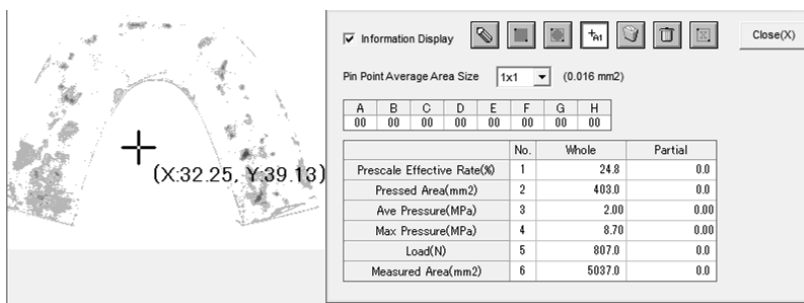 Information Display
+A1
Close(X)
Pin Point Average Area Size 1x1 (0.016 mm2)
A B C D E F G H
00 00 00 00 00 00 00 00
No. Whole Partial
Prescale Effective Rate(%) 1 24.8 0.0
Pressed Area(mm2) 2 403.0 0.0
Ave Pressure(MPa) 3 2.00 0.00
Max Pressure(MPa) 4 8.70 0.00
Load(N) 5 807.0 0.0
Measured Area(mm2) 6 5037.0 0.0
(X:32.25, Y:39.13)